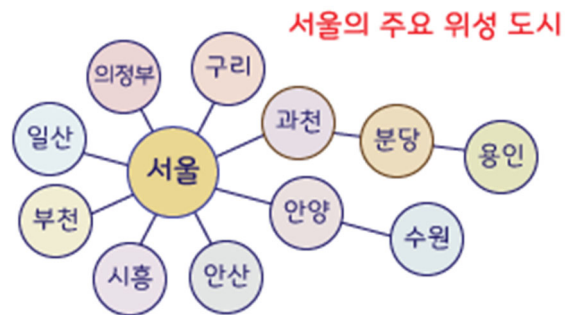 서울의 주요 위성 도시
의정부
구리
일산
과천
분당
용인
서울
부천
안양
수원
시흥
안산